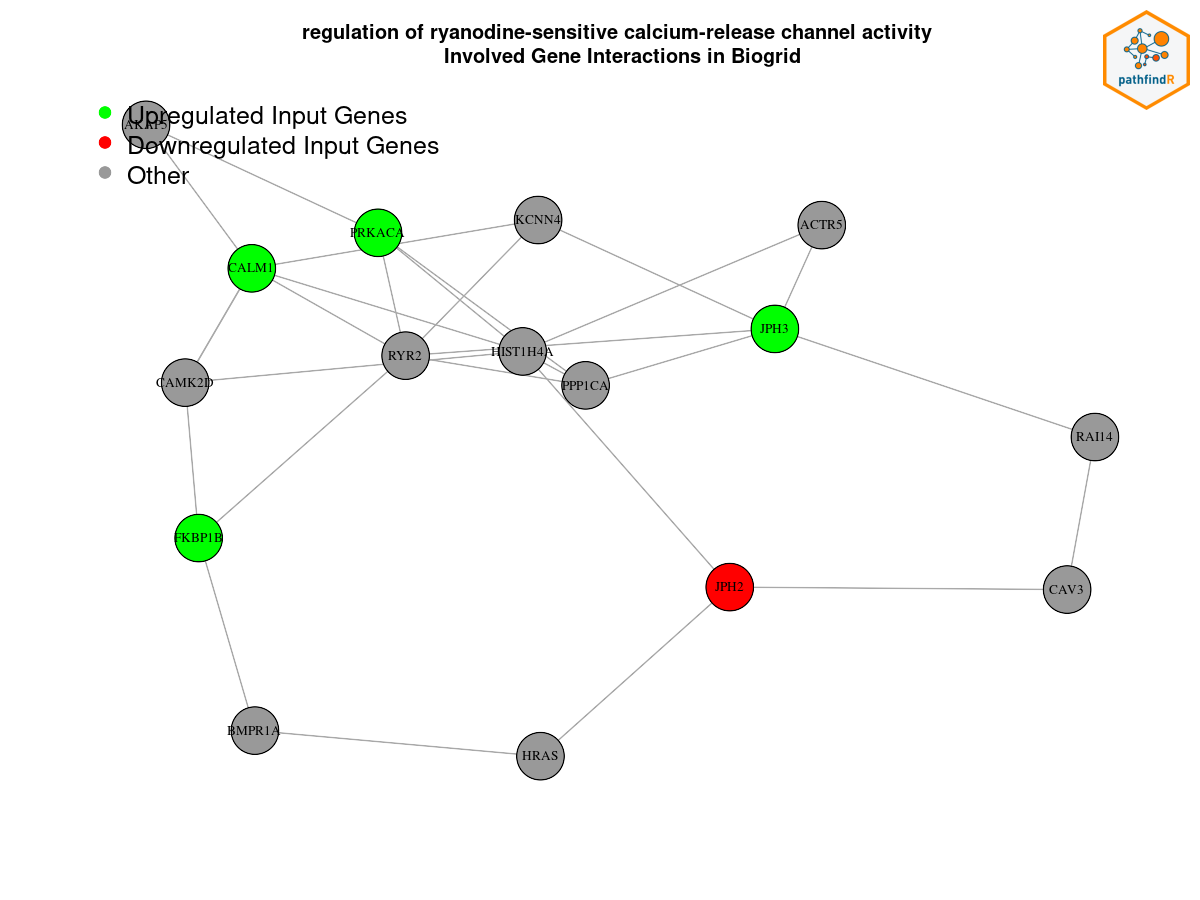 regulation of ryanodine-sensitive calcium-release channel activity
Involved Gene Interactions in Biogrid
pathfindR
Upregulated Input Genes
AKAP5
Downregulated Input Genes
Other
KCNN4
ACTR5
PRKACA
CALM1
JPH3
HIST1H4A
RYR2
CAMK2D
PPP1CA
RAI14
FKBP1B
JPH2
CAV3
BMPR1A
HRAS